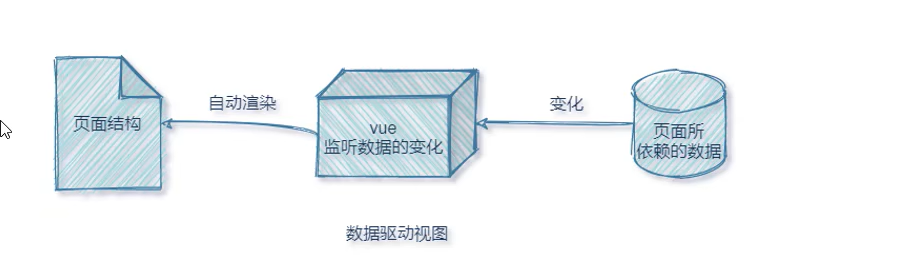 自动渲染
变化
页面结构
vue
监听数据的变化
页面所
依赖的数据
数据驱动视图